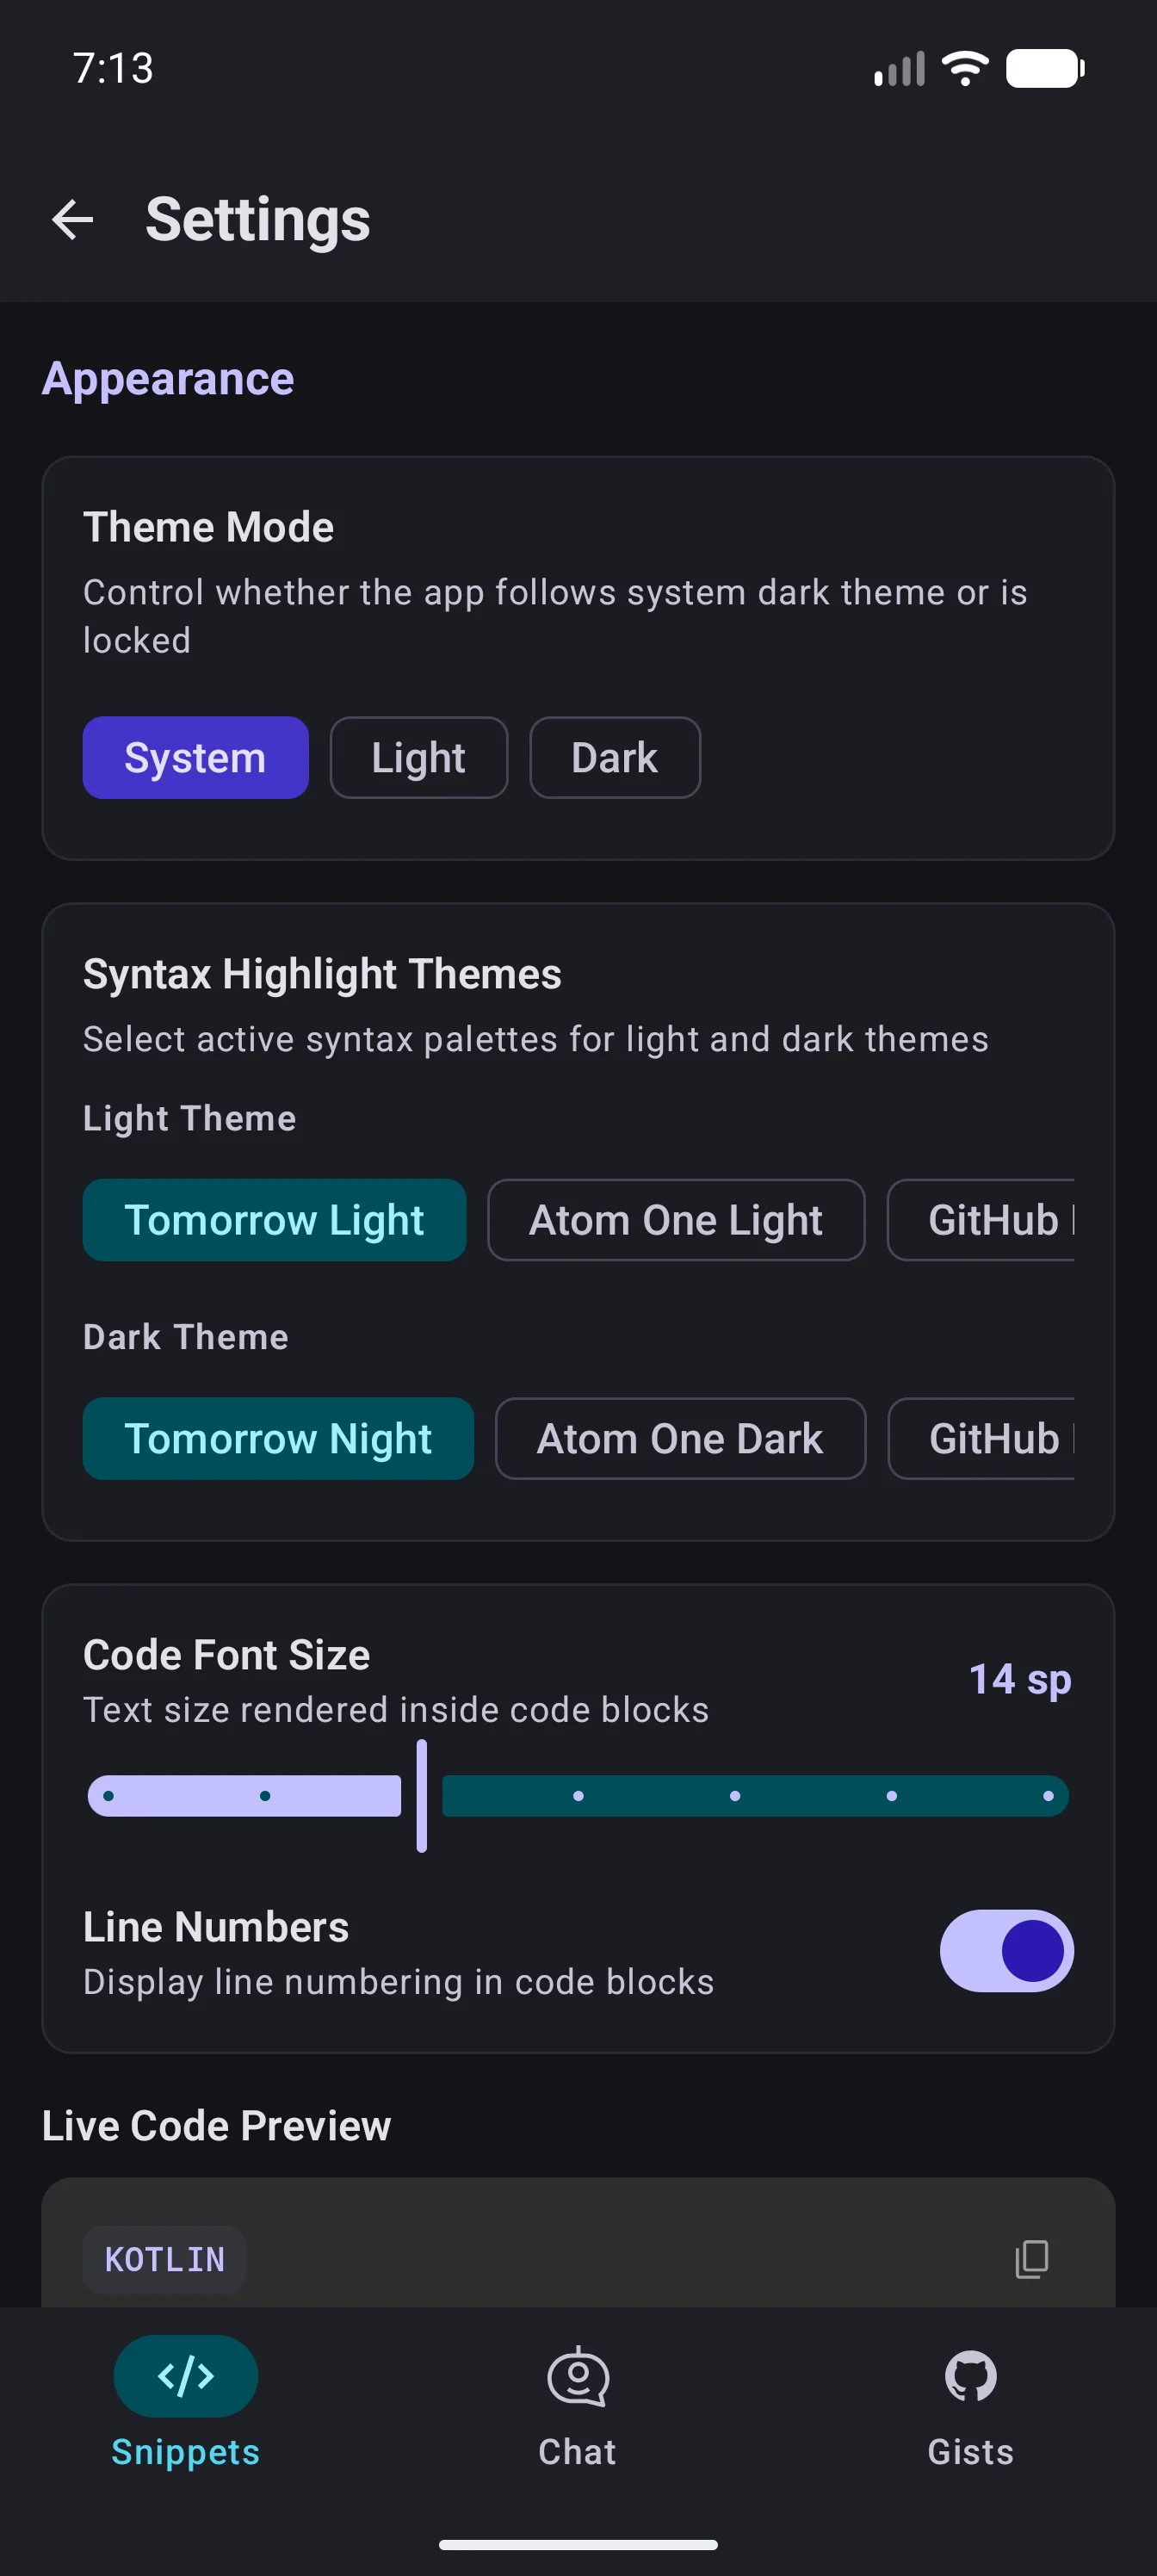 7:13
Settings
Appearance
Theme Mode
Control whether the app follows system dark theme or is
locked
System Light Dark
Syntax Highlight Themes
Select active syntax palettes for light and dark themes
Light Theme
Tomorrow Light Atom One Light GitHub
Dark Theme
Tomorrow Night Atom One Dark GitHub
Code Font Size
14 sp
Text size rendered inside code blocks
Line Numbers
Display line numbering in code blocks
Live Code Preview
KOTLIN
Snippets Chat Gists